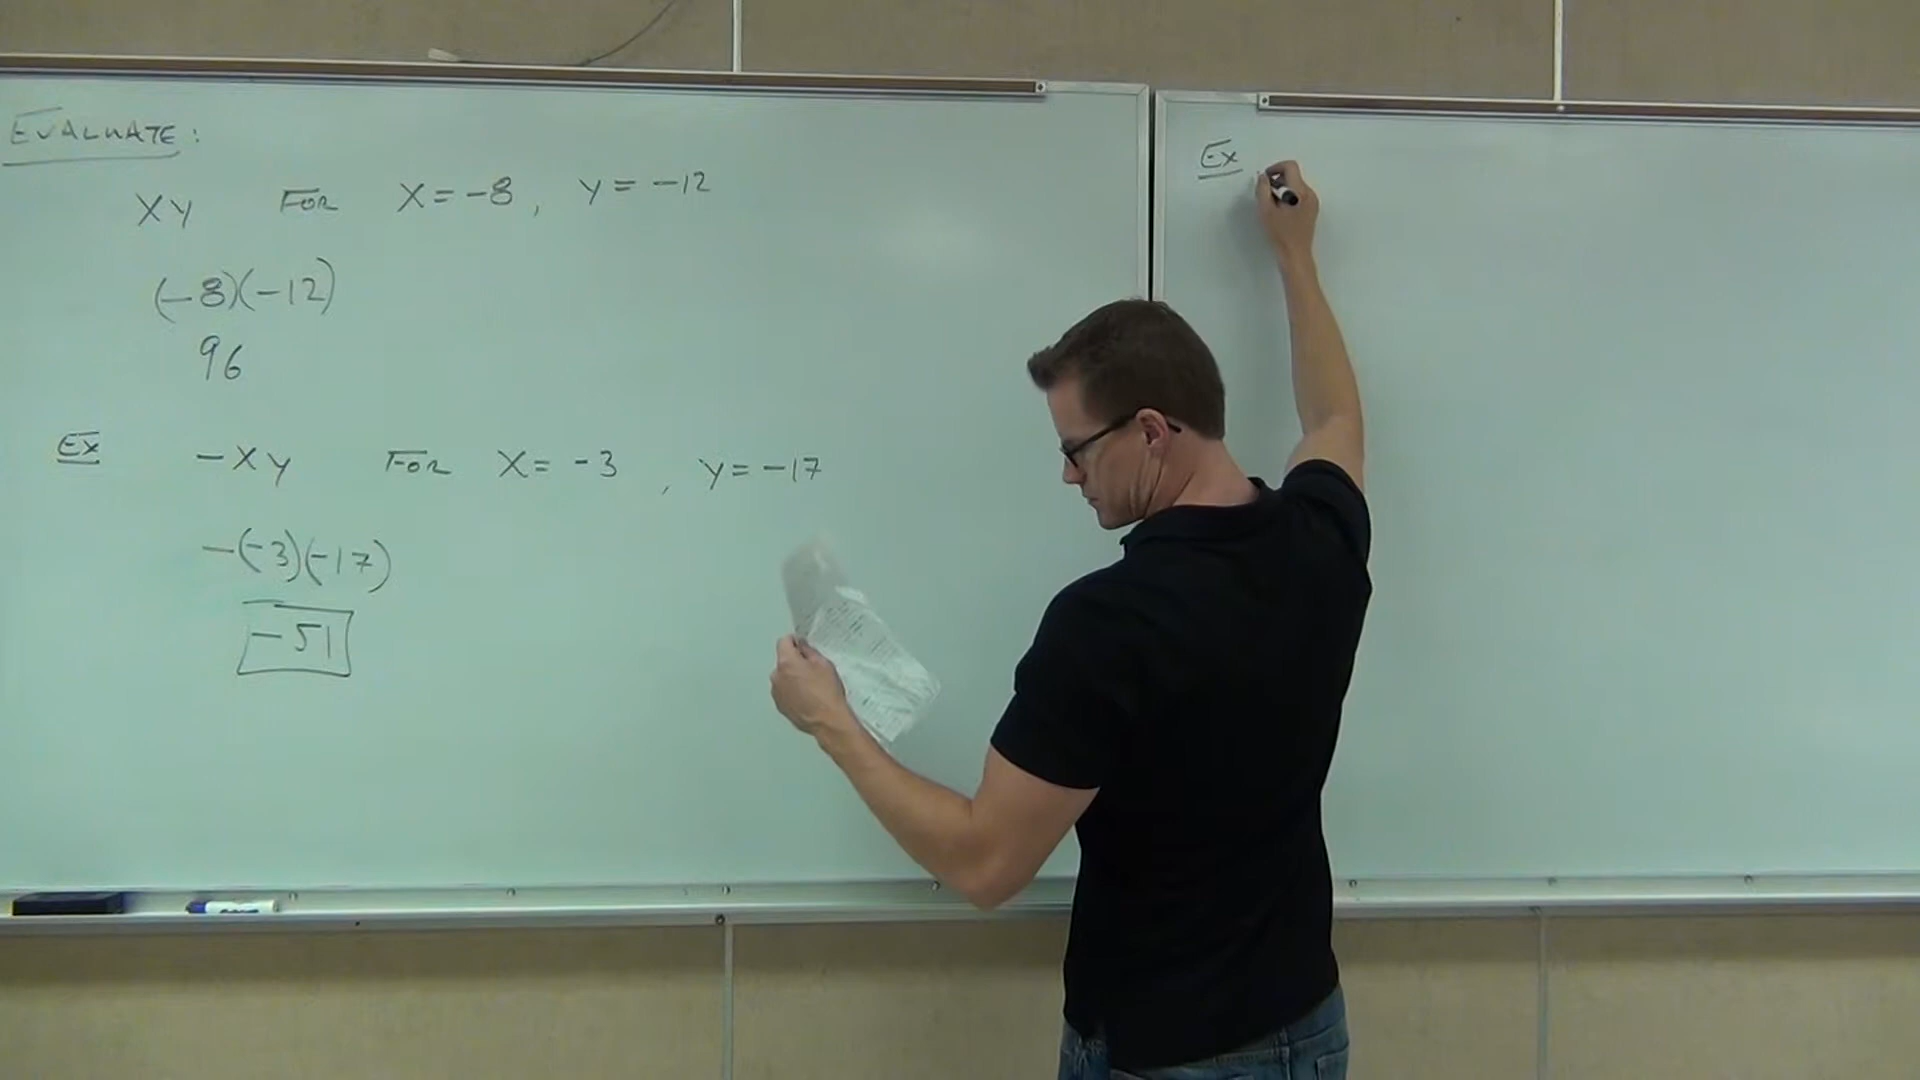 EVALUATE:
XY FOR X = -8, Y = -12
(-8)(-12)
96
Ex -XY FOR X = -3, Y = -17
-(-3)(-17)
-51
Ex